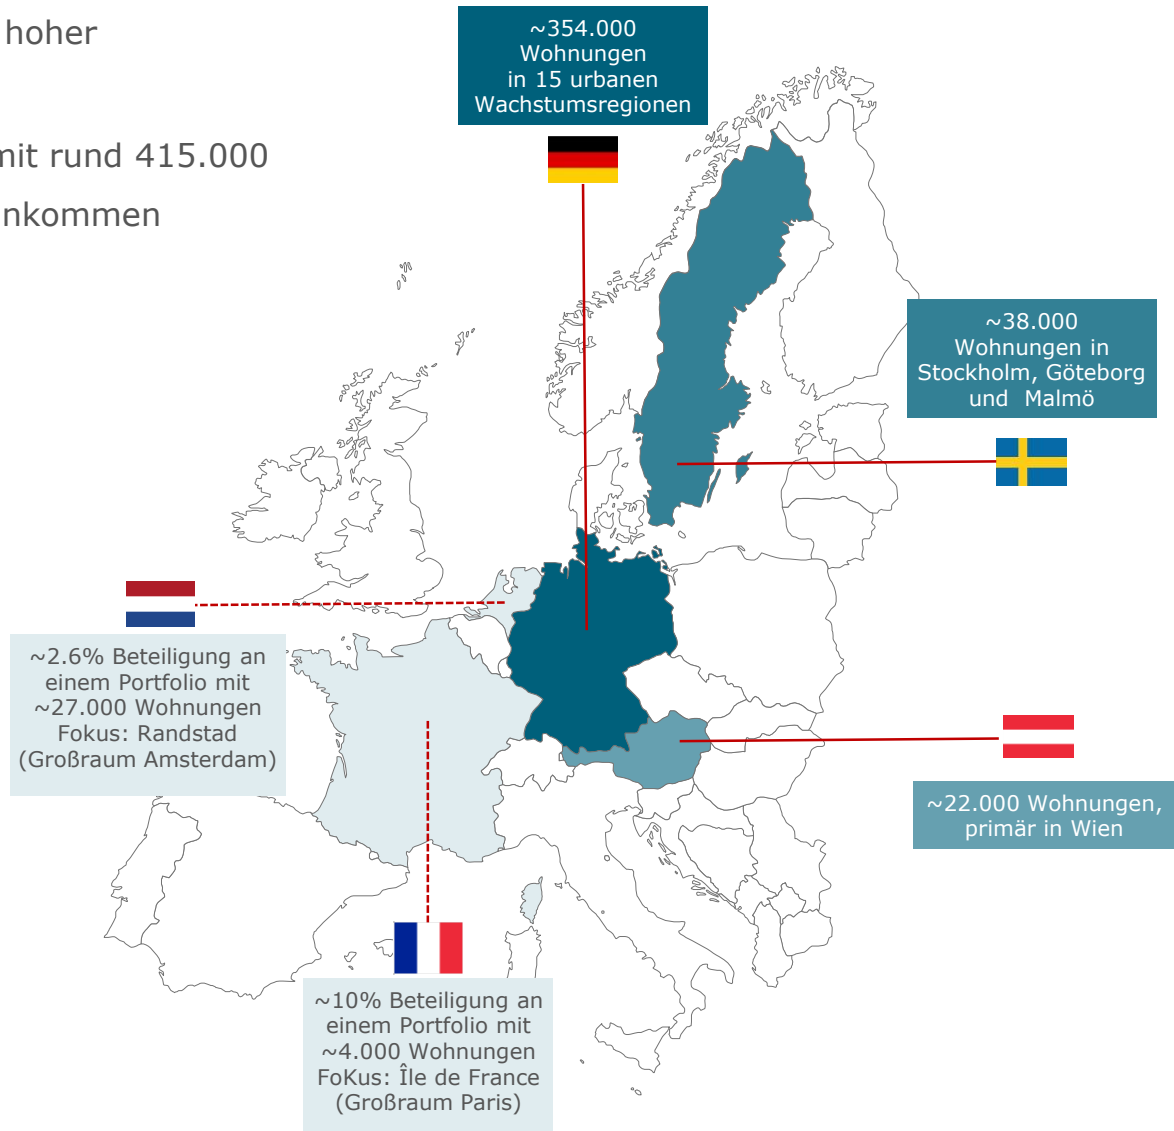 hoher
mit rund 415.000
nkommen
~354.000
Wohnungen
in 15 urbanen
Wachstumsregionen
~38.000
Wohnungen in
Stockholm, Göteborg
und Malmö
~2.6% Beteiligung an
einem Portfolio mit
~27.000 Wohnungen
Fokus: Randstad
(Großraum Amsterdam)
~22.000 Wohnungen,
primär in Wien
~10% Beteiligung an
einem Portfolio mit
~4.000 Wohnungen
FoKus: Île de France
(Großraum Paris)